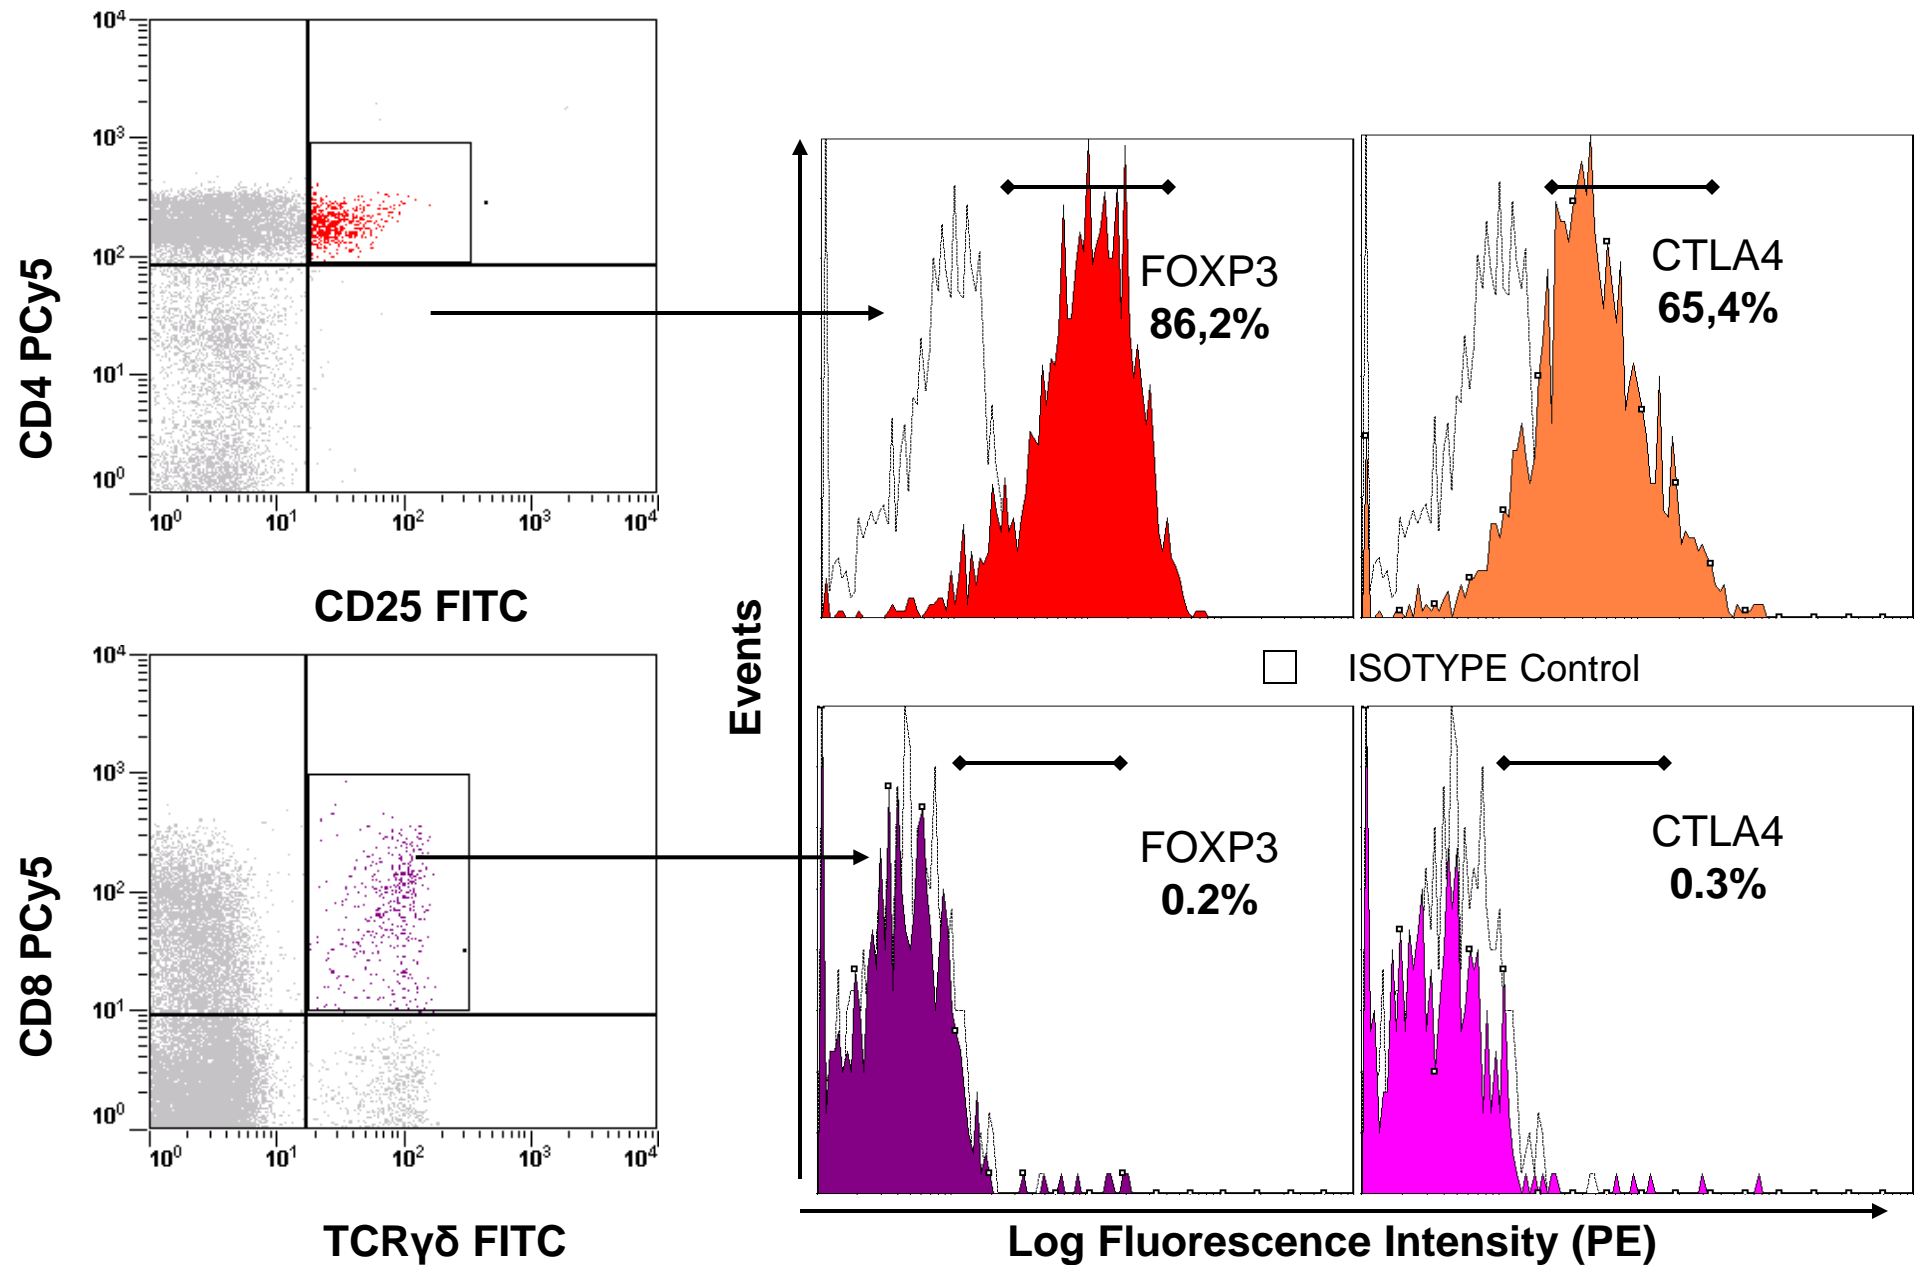 10⁴
10³
10²
10¹
10⁰
CD4 PCy5
10⁰ 10¹ 10² 10³ 10⁴
CD25 FITC
10⁴
10³
10²
10¹
10⁰
CD8 PCy5
10⁰ 10¹ 10² 10³ 10⁴
TCRγδ FITC
Events
FOXP3
86,2%
CTLA4
65,4%
ISOTYPE Control
FOXP3
0.2%
CTLA4
0.3%
Log Fluorescence Intensity (PE)